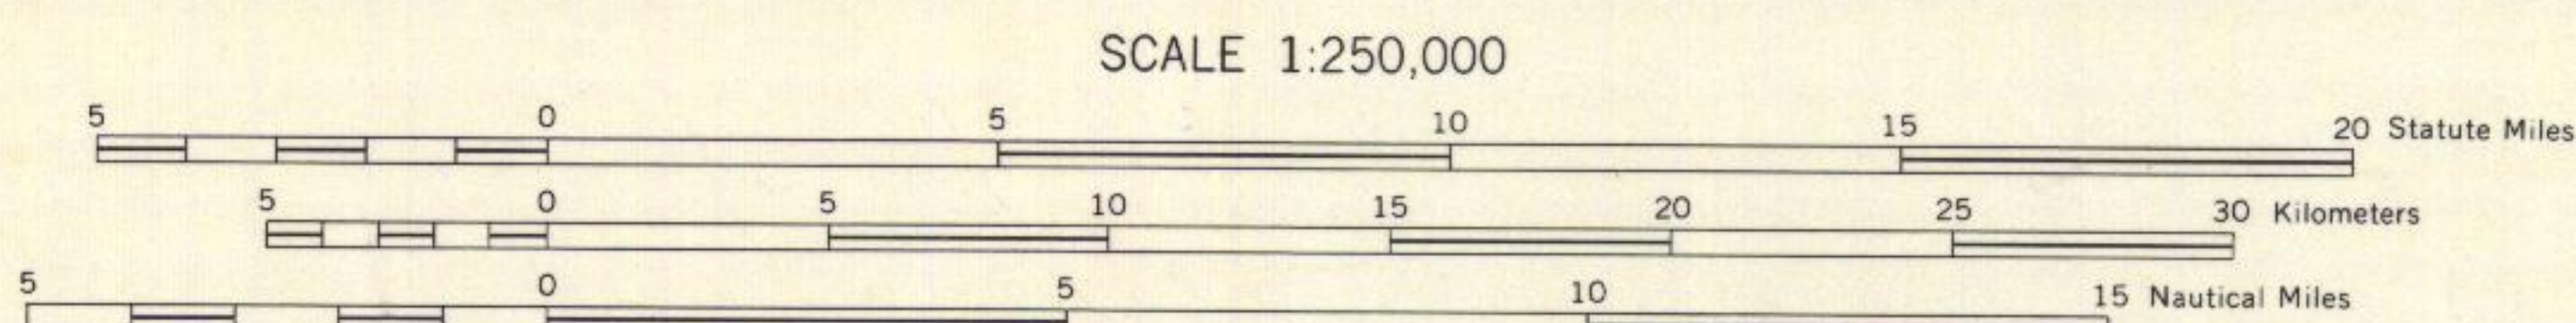 SCALE 1:250,000
5 0 5 10 15 20 Statute Miles
5 0 5 10 15 20 25 30 Kilometers
5 0 5 10 15 Nautical Miles